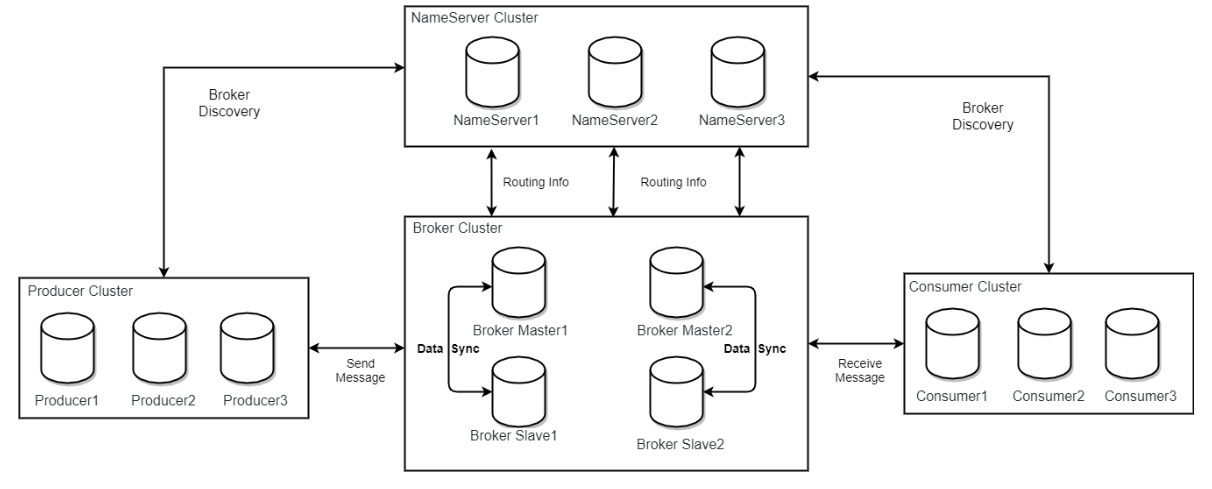 NameServer Cluster
NameServer1
NameServer2
NameServer3
Broker
Discovery
Broker
Discovery
Routing Info
Routing Info
Broker Cluster
Broker Master1
Broker Master2
Data Sync
Data Sync
Broker Slave1
Broker Slave2
Producer Cluster
Producer1
Producer2
Producer3
Send
Message
Receive
Message
Consumer Cluster
Consumer1
Consumer2
Consumer3